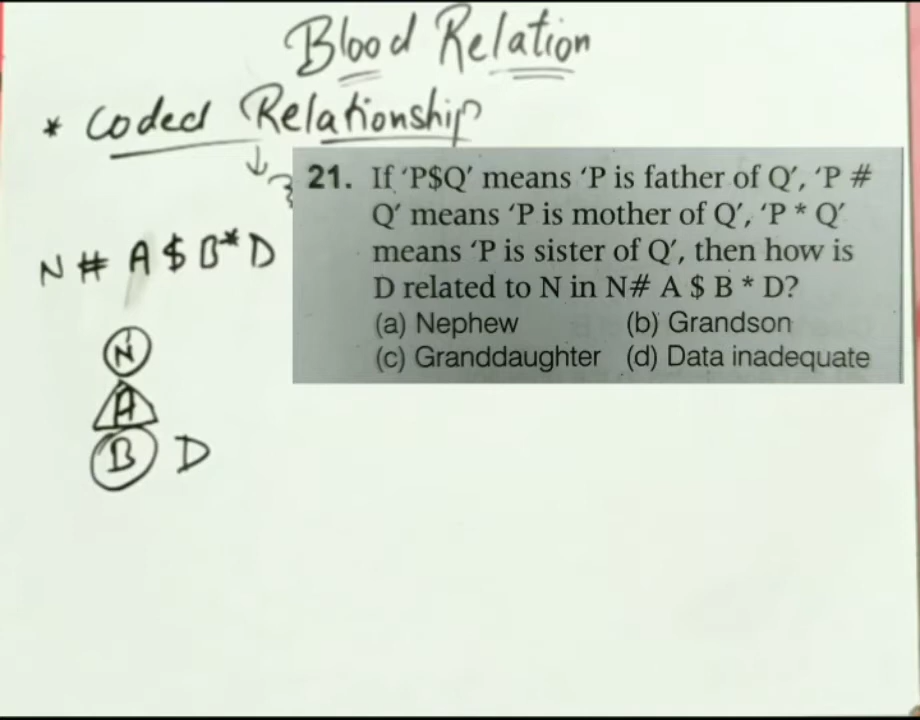 Blood Relation
* Coded Relationship
21. If 'P$Q' means 'P is father of Q', 'P #
Q' means 'P is mother of Q', 'P * Q'
means 'P is sister of Q', then how is
D related to N in N# A $ B * D?
(a) Nephew (b) Grandson
(c) Granddaughter (d) Data inadequate
N # A $ B * D
N
A
B D